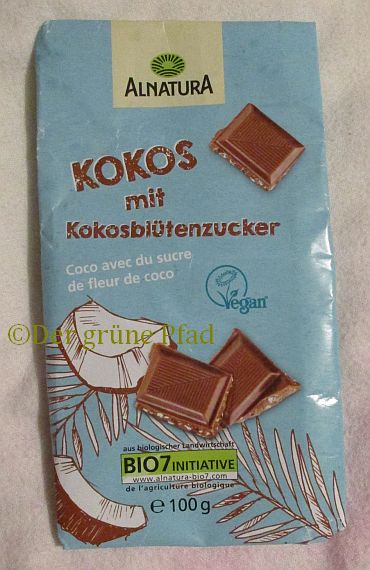 ALNATURA
KOKOS
mit
Kokosblütenzucker
Coco avec du sucre
de fleur de coco
Vegan
©Der grüne Pfad
aus biologischer Landwirtschaft
BIO7INITIATIVE
www.alnatura-bio7.com
de l'agriculture biologique
e 100g